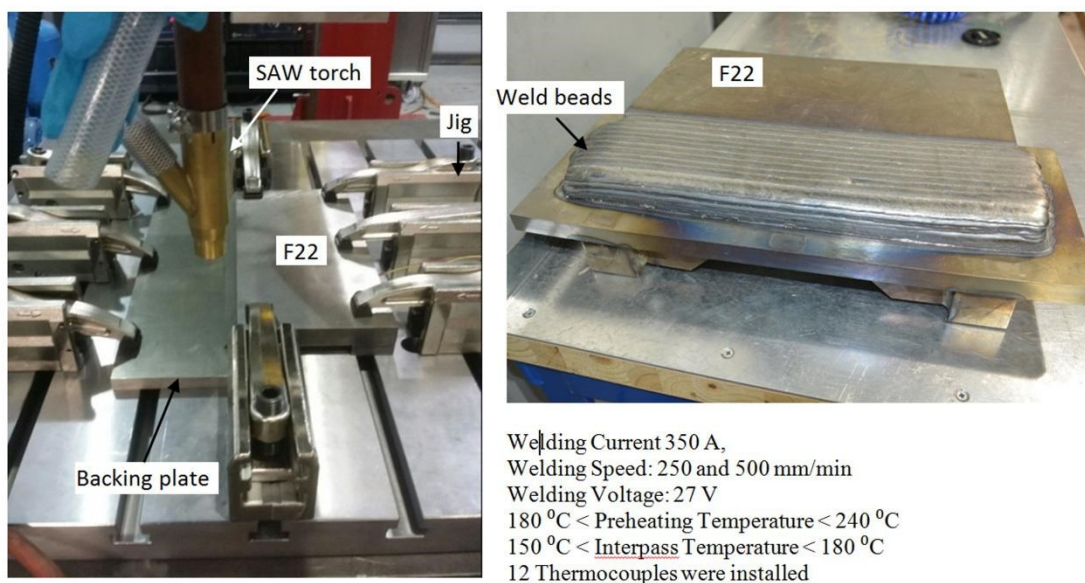 SAW torch
Jig
F22
Backing plate
F22
Weld beads
Welding Current 350 A,
Welding Speed: 250 and 500 mm/min
Welding Voltage: 27 V
180 ⁰C < Preheating Temperature < 240 ⁰C
150 ⁰C < Interpass Temperature < 180 ⁰C
12 Thermocouples were installed